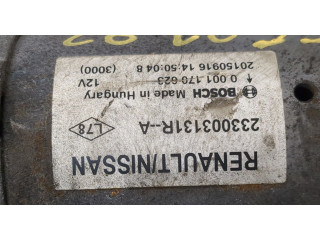 RENAULT/NISSAN
233003131R--A
L78
BOSCH Made in Hungary
0 001 170 623 12V
20150916 14:50:04 8 (3000)